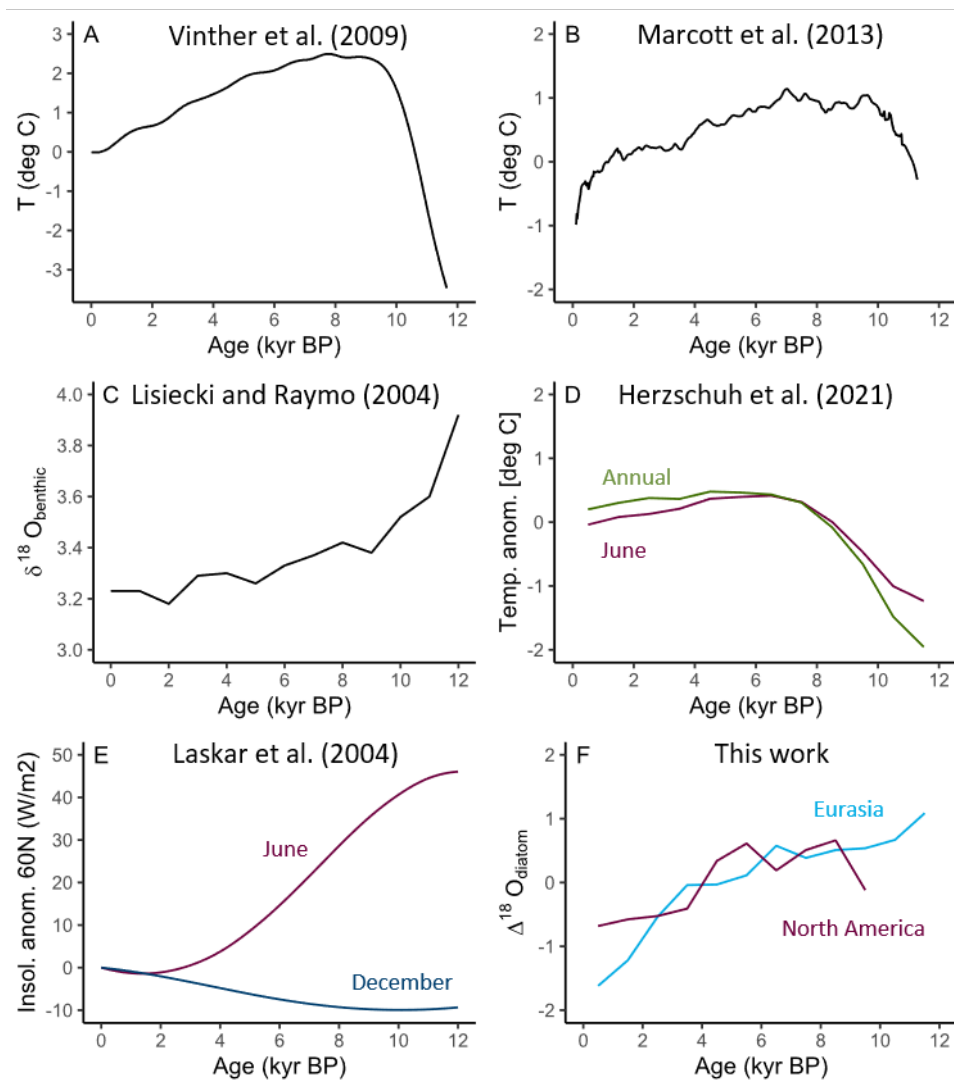 A Vinther et al. (2009)
3
2
1
0
-1
-2
-3
T (deg C)
0 2 4 6 8 10 12
Age (kyr BP)
B Marcott et al. (2013)
2
1
0
-1
-2
T (deg C)
0 2 4 6 8 10 12
Age (kyr BP)
C Lisiecki and Raymo (2004)
4.0
3.8
3.6
3.4
3.2
3.0
δ18 Obenthic
0 2 4 6 8 10 12
Age (kyr BP)
D Herzschuh et al. (2021)
2
1
0
-1
-2
Temp. anom. [deg C]
Annual
June
0 2 4 6 8 10 12
Age (kyr BP)
E Laskar et al. (2004)
50
40
30
20
10
0
-10
Insol. anom. 60N (W/m2)
June
December
0 2 4 6 8 10 12
Age (kyr BP)
F This work
2
1
0
-1
-2
Δ18 Odiatom
Eurasia
North America
0 2 4 6 8 10 12
Age (kyr BP)